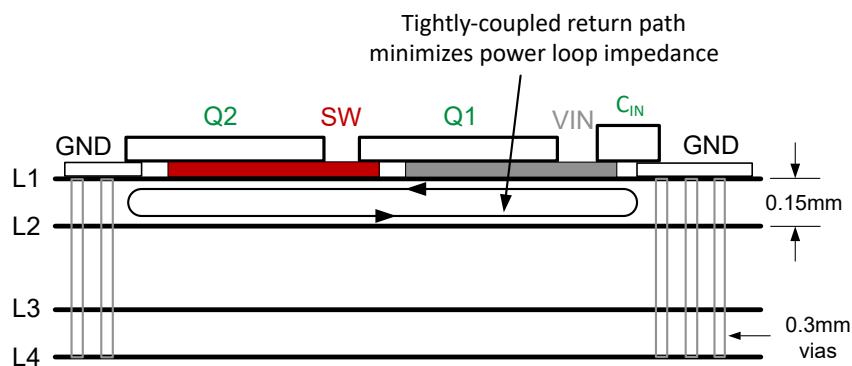 Tightly-coupled return path
minimizes power loop impedance
Q2
SW
Q1
VIN
CIN
GND
GND
L1
0.15mm
L2
L3
0.3mm
vias
L4